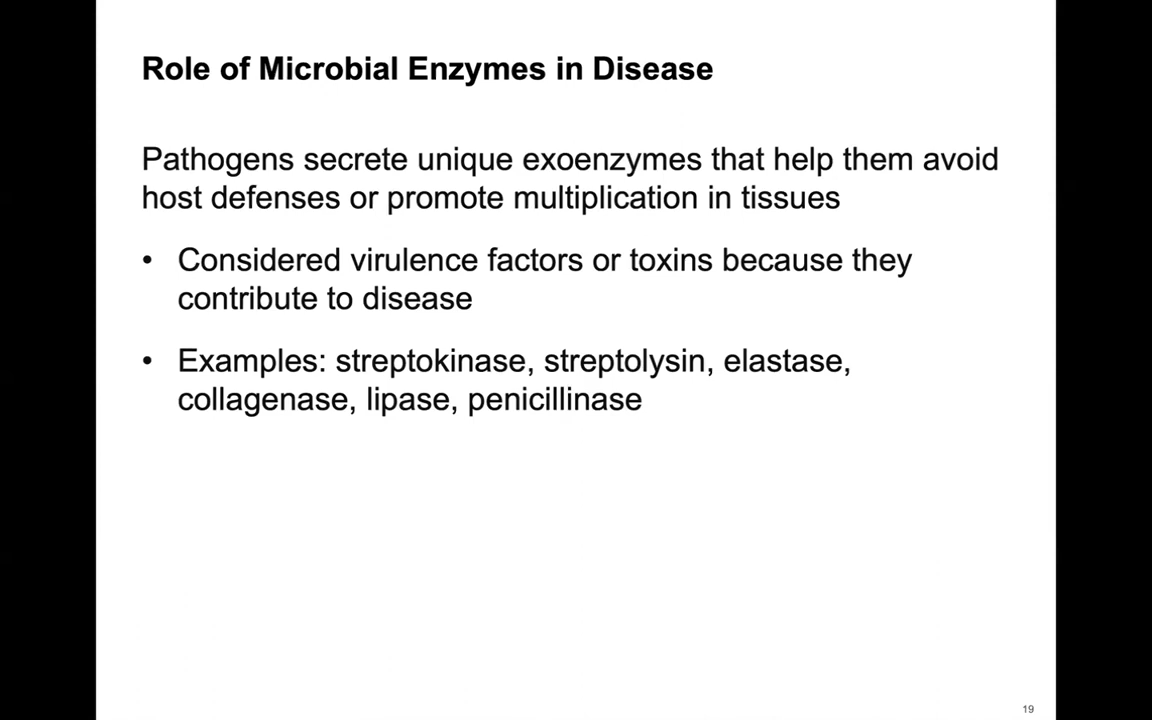 Role of Microbial Enzymes in Disease
Pathogens secrete unique exoenzymes that help them avoid
host defenses or promote multiplication in tissues
• Considered virulence factors or toxins because they
contribute to disease
• Examples: streptokinase, streptolysin, elastase,
collagenase, lipase, penicillinase
19